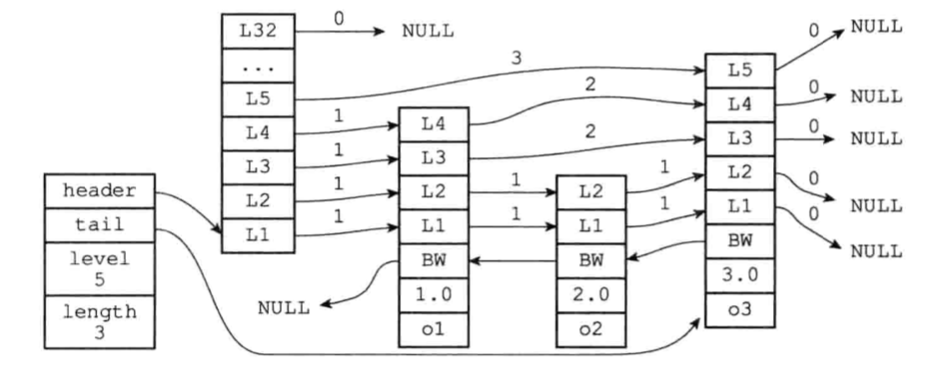 header
tail
level
5
length
3
L32
...
L5
L4
L3
L2
L1
0
NULL
3
1
1
1
1
L4
L3
L2
L1
BW
1.0
o1
NULL
2
2
1
1
L2
L1
BW
2.0
o2
1
1
L5
L4
L3
L2
L1
BW
3.0
o3
0
NULL
0
NULL
0
NULL
0
NULL
0
NULL